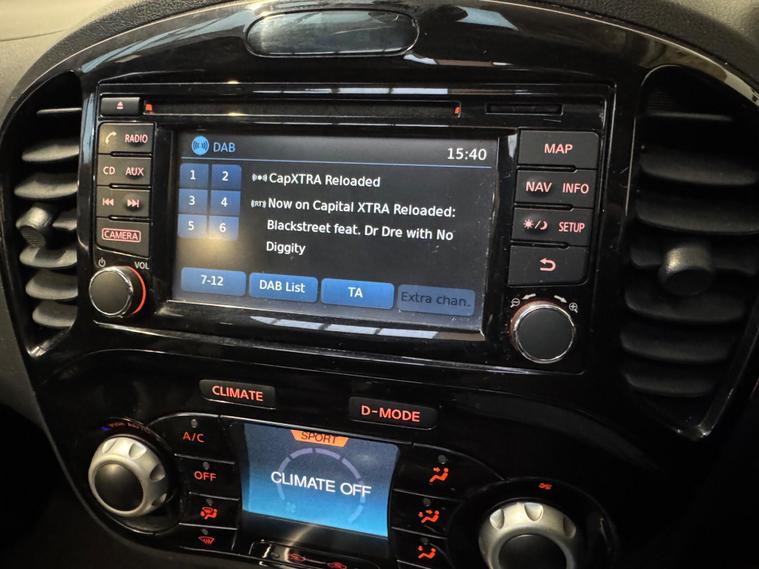 RADIO
CD AUX
CAMERA
VOL
DAB
15:40
1 2
3 4
5 6
CapXTRA Reloaded
Now on Capital XTRA Reloaded:
Blackstreet feat. Dr Dre with No
Diggity
7-12
DAB List
TA
Extra chan.
MAP
NAV INFO
SETUP
CLIMATE
D-MODE
A/C
OFF
SPORT
CLIMATE OFF